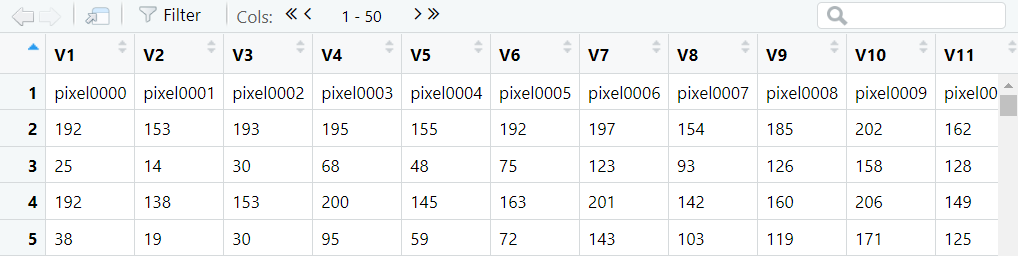 Filter Cols: 1 - 50
V1 V2 V3 V4 V5 V6 V7 V8 V9 V10 V11
1 pixel0000 pixel0001 pixel0002 pixel0003 pixel0004 pixel0005 pixel0006 pixel0007 pixel0008 pixel0009 pixel00
2 192 153 193 195 155 192 197 154 185 202 162
3 25 14 30 68 48 75 123 93 126 158 128
4 192 138 153 200 145 163 201 142 160 206 149
5 38 19 30 95 59 72 143 103 119 171 125